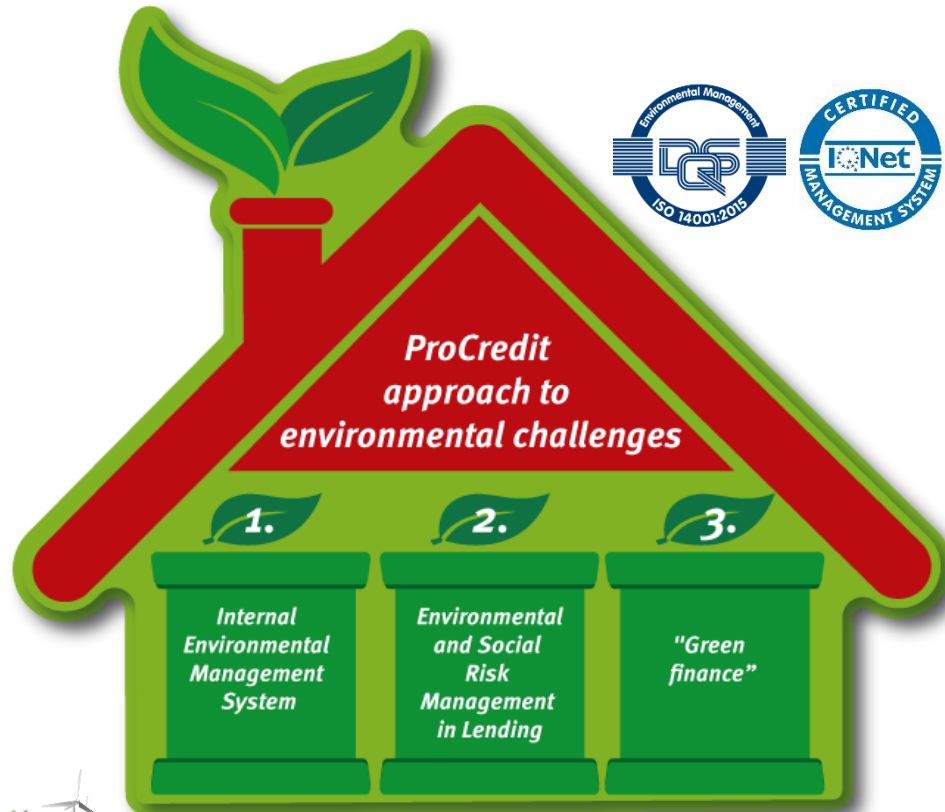 Environmental Management
DQS
ISO 14001:2015
CERTIFIED
IQNet
MANAGEMENT SYSTEM
ProCredit
approach to
environmental challenges
1.
2.
3.
Internal
Environmental
Management
System
Environmental
and Social
Risk
Management
in Lending
"Green
finance”